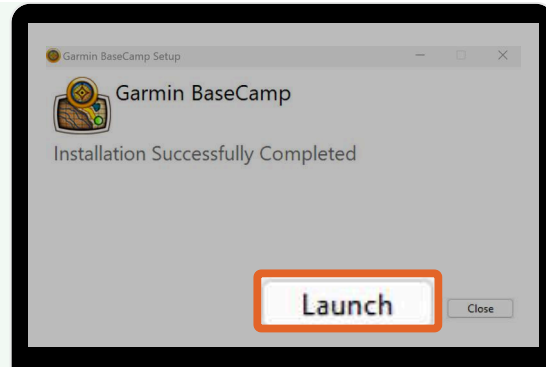 Garmin BaseCamp Setup
Garmin BaseCamp
Installation Successfully Completed
Launch
Close